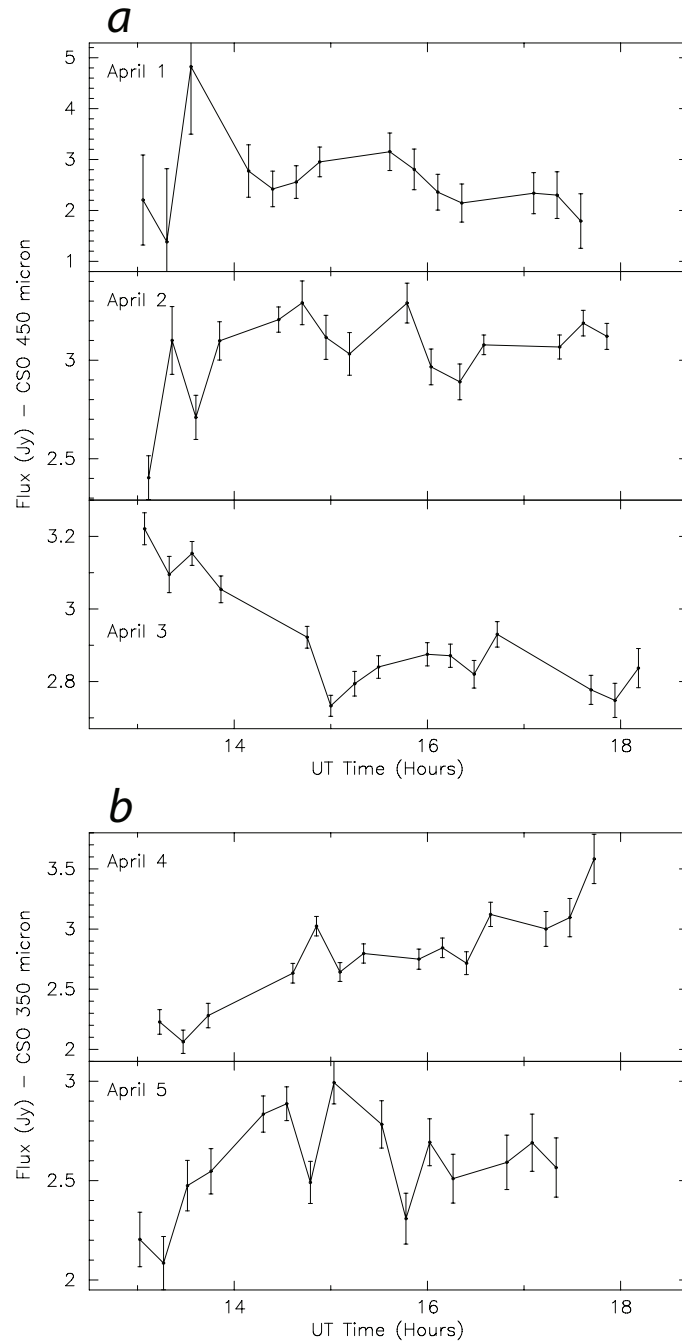 a
April 1
5
4
3
2
1
April 2
3
2.5
Flux (Jy) – CSO 450 micron
April 3
3.2
3
2.8
14
16
18
UT Time (Hours)
b
April 4
3.5
3
2.5
2
April 5
3
2.5
2
Flux (Jy) – CSO 350 micron
14
16
18
UT Time (Hours)